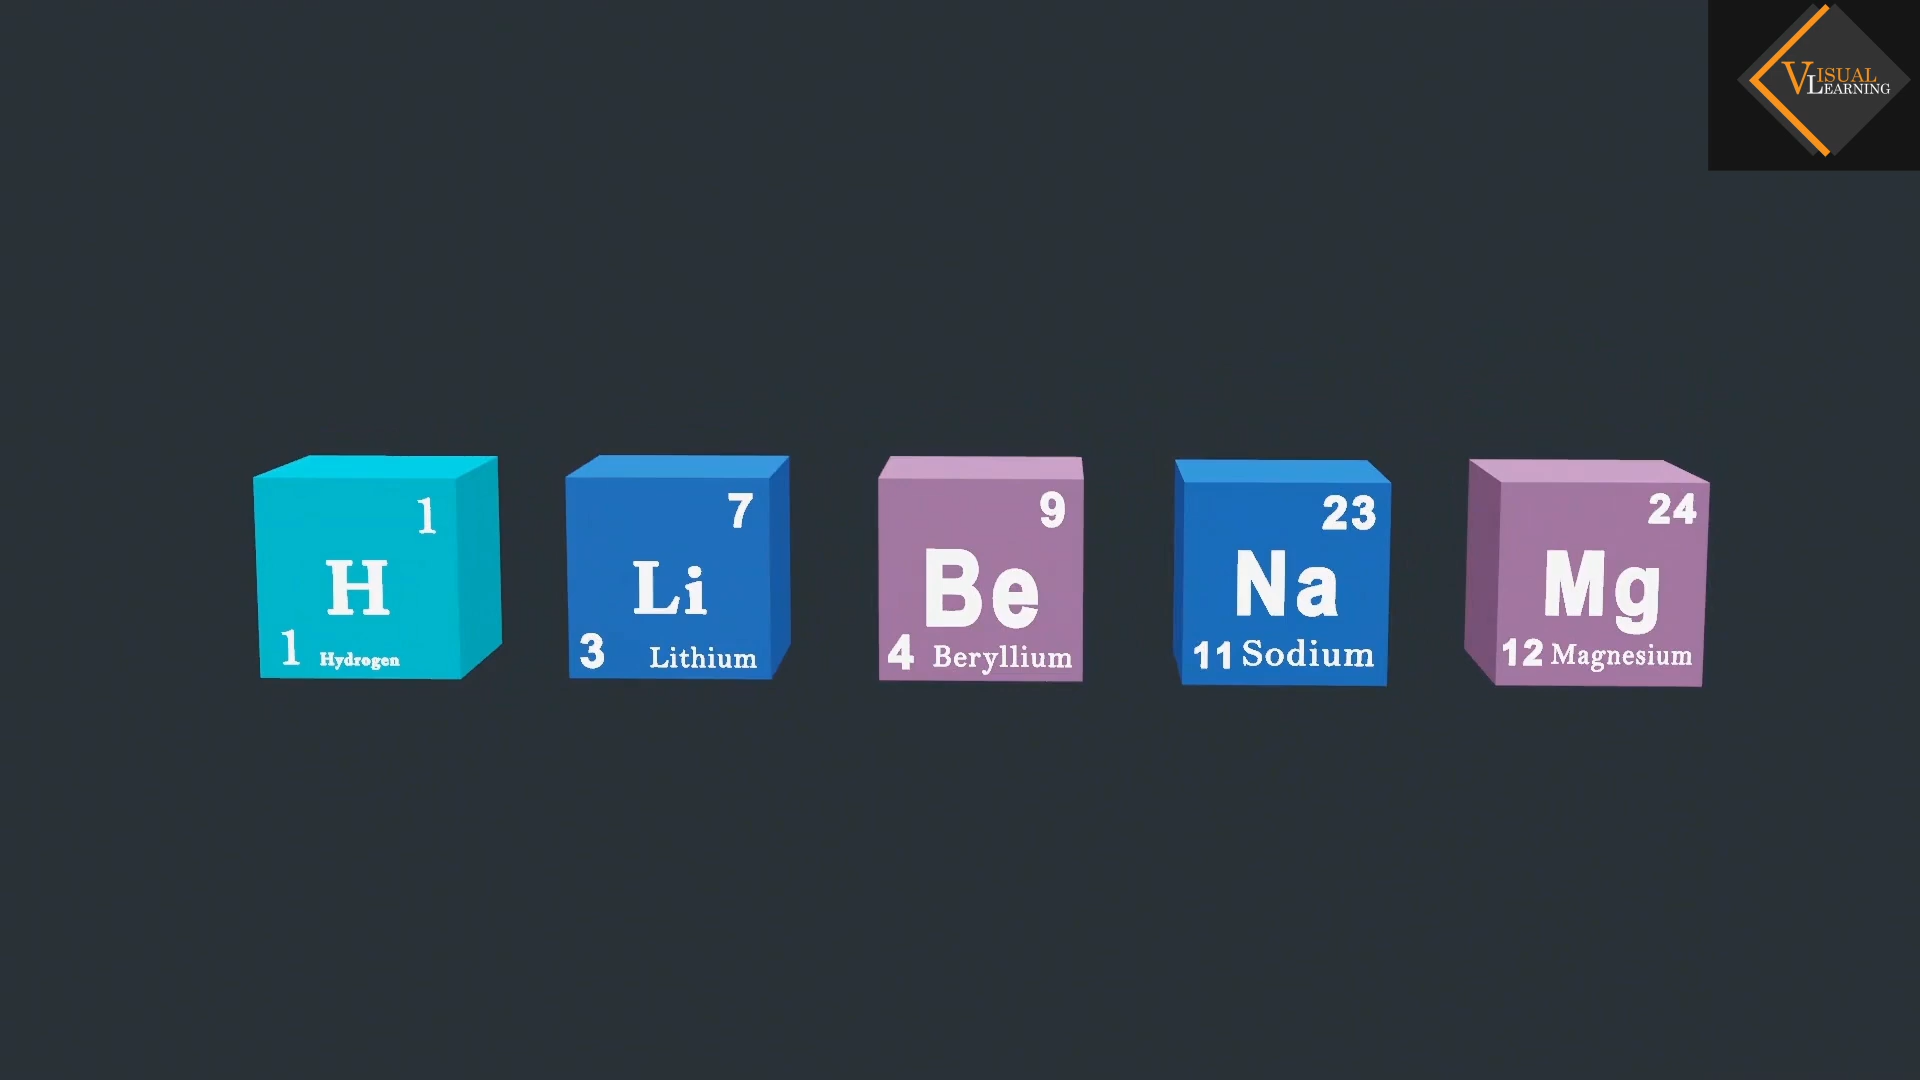 VISUAL
LEARNING
1
H
1 Hydrogen
7
Li
3 Lithium
9
Be
4 Beryllium
23
Na
11 Sodium
24
Mg
12 Magnesium